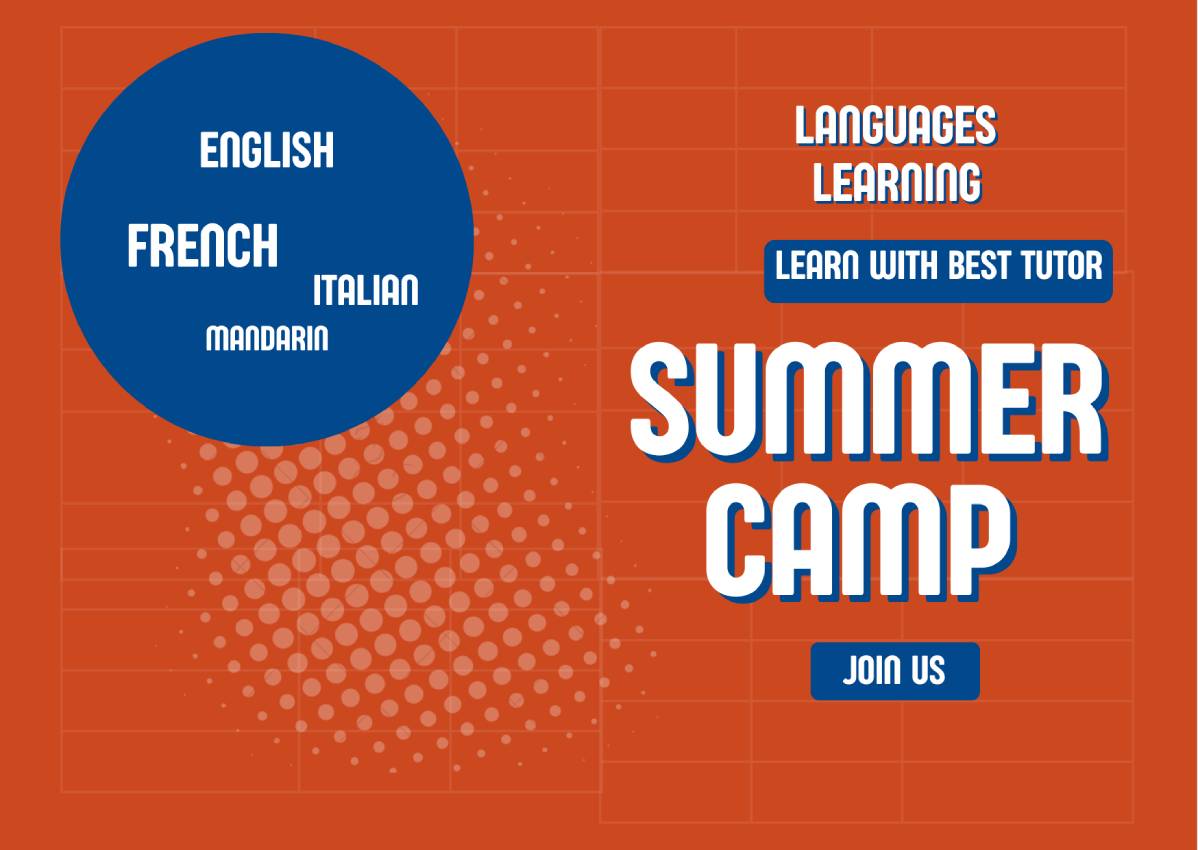 ENGLISH
FRENCH
ITALIAN
MANDARIN
LANGUAGES
LEARNING
LEARN WITH BEST TUTOR
SUMMER
CAMP
JOIN US